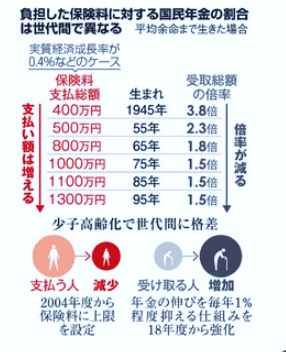 負担した保険料に対する国民年金の割合
は世代間で異なる 平均余命まで生きた場合
実質経済成長率が
0.4%などのケース
保険料
支払総額 生まれ 受取総額
の倍率
400万円 1945年 3.8倍
500万円 55年 2.3倍
800万円 65年 1.8倍
1000万円 75年 1.5倍
1100万円 85年 1.5倍
1300万円 95年 1.5倍
支払い額は増える
倍率が減る
少子高齢化で世代間に格差
支払う人 減少 受け取る人 増加
2004年度から
保険料に上限
を設定
年金の伸びを毎年1%
程度抑える仕組みを
18年度から強化